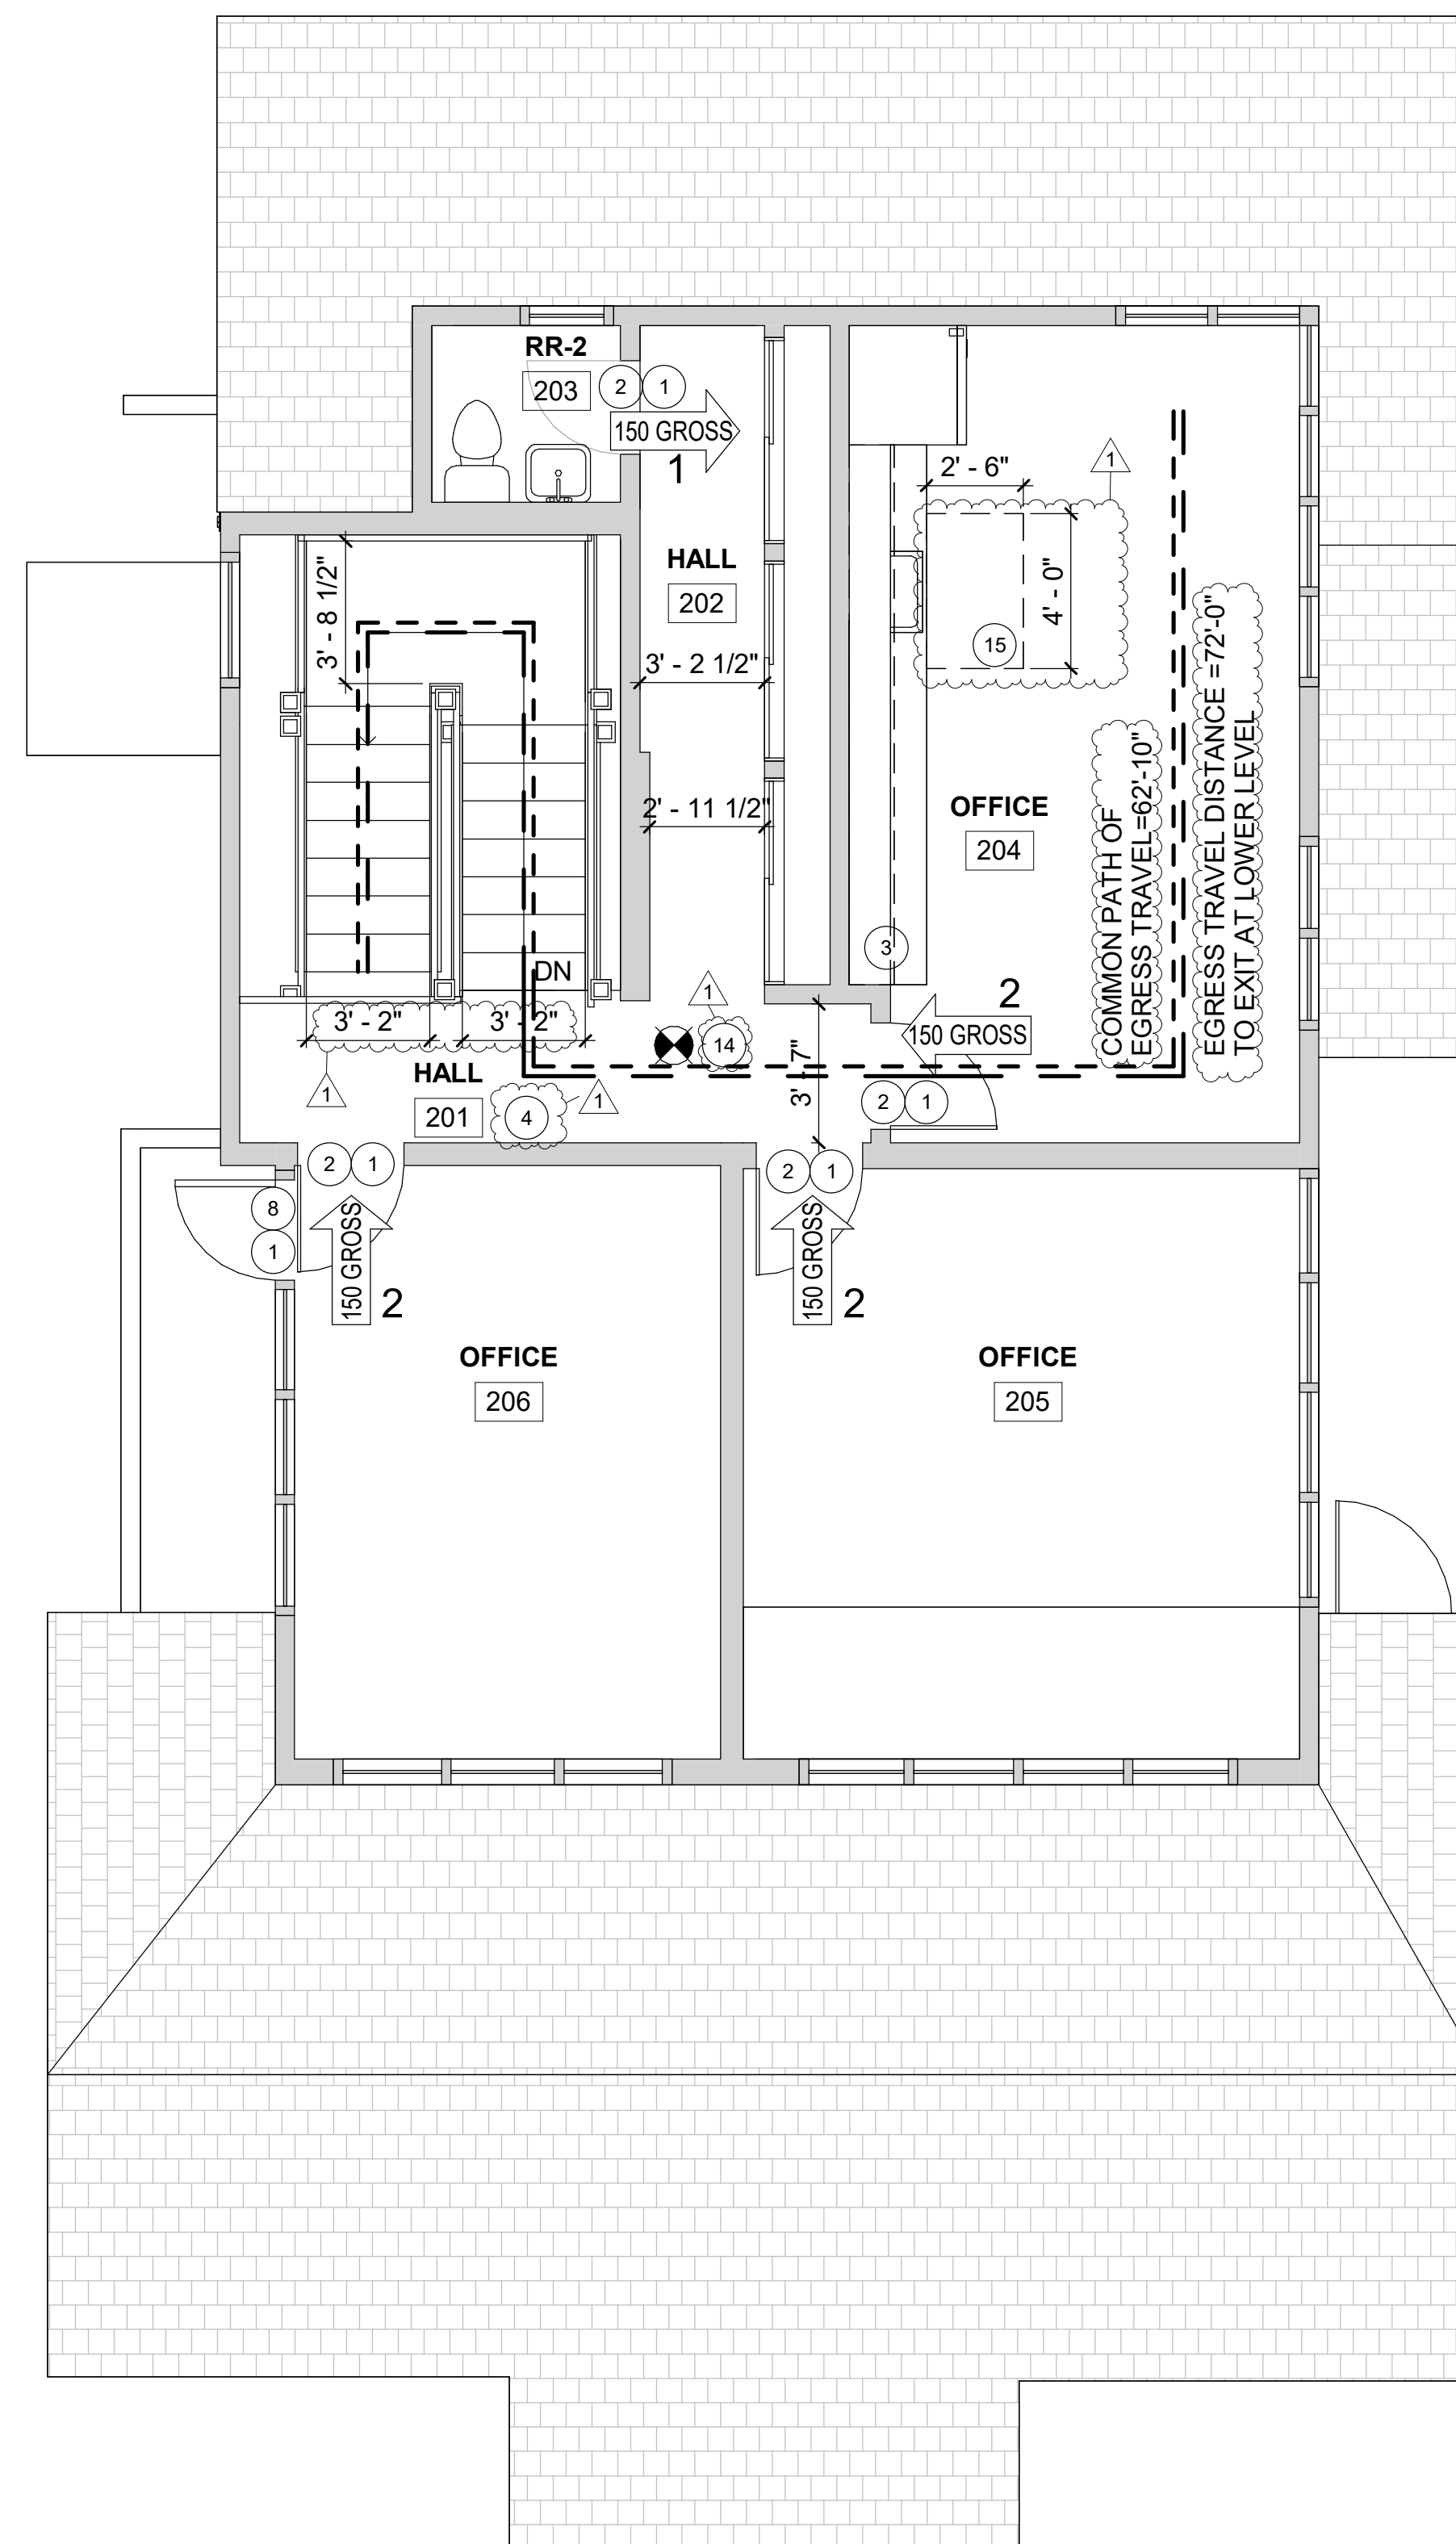 RR-2
203
2
1
150 GROSS
1
2' - 6"
1
4' - 0"
15
3' - 8 1/2"
HALL
202
3' - 2 1/2"
2' - 11 1/2"
OFFICE
204
COMMON PATH OF
EGRESS TRAVEL=62'-10"
EGRESS TRAVEL DISTANCE =72'-0"
TO EXIT AT LOWER LEVEL
3
DN
2
150 GROSS
3' - 2"
3' - 2"
1
14
3' - 7"
1
HALL
201
4
1
2
1
2
1
2
1
8
1
150 GROSS
2
150 GROSS
2
OFFICE
206
OFFICE
205